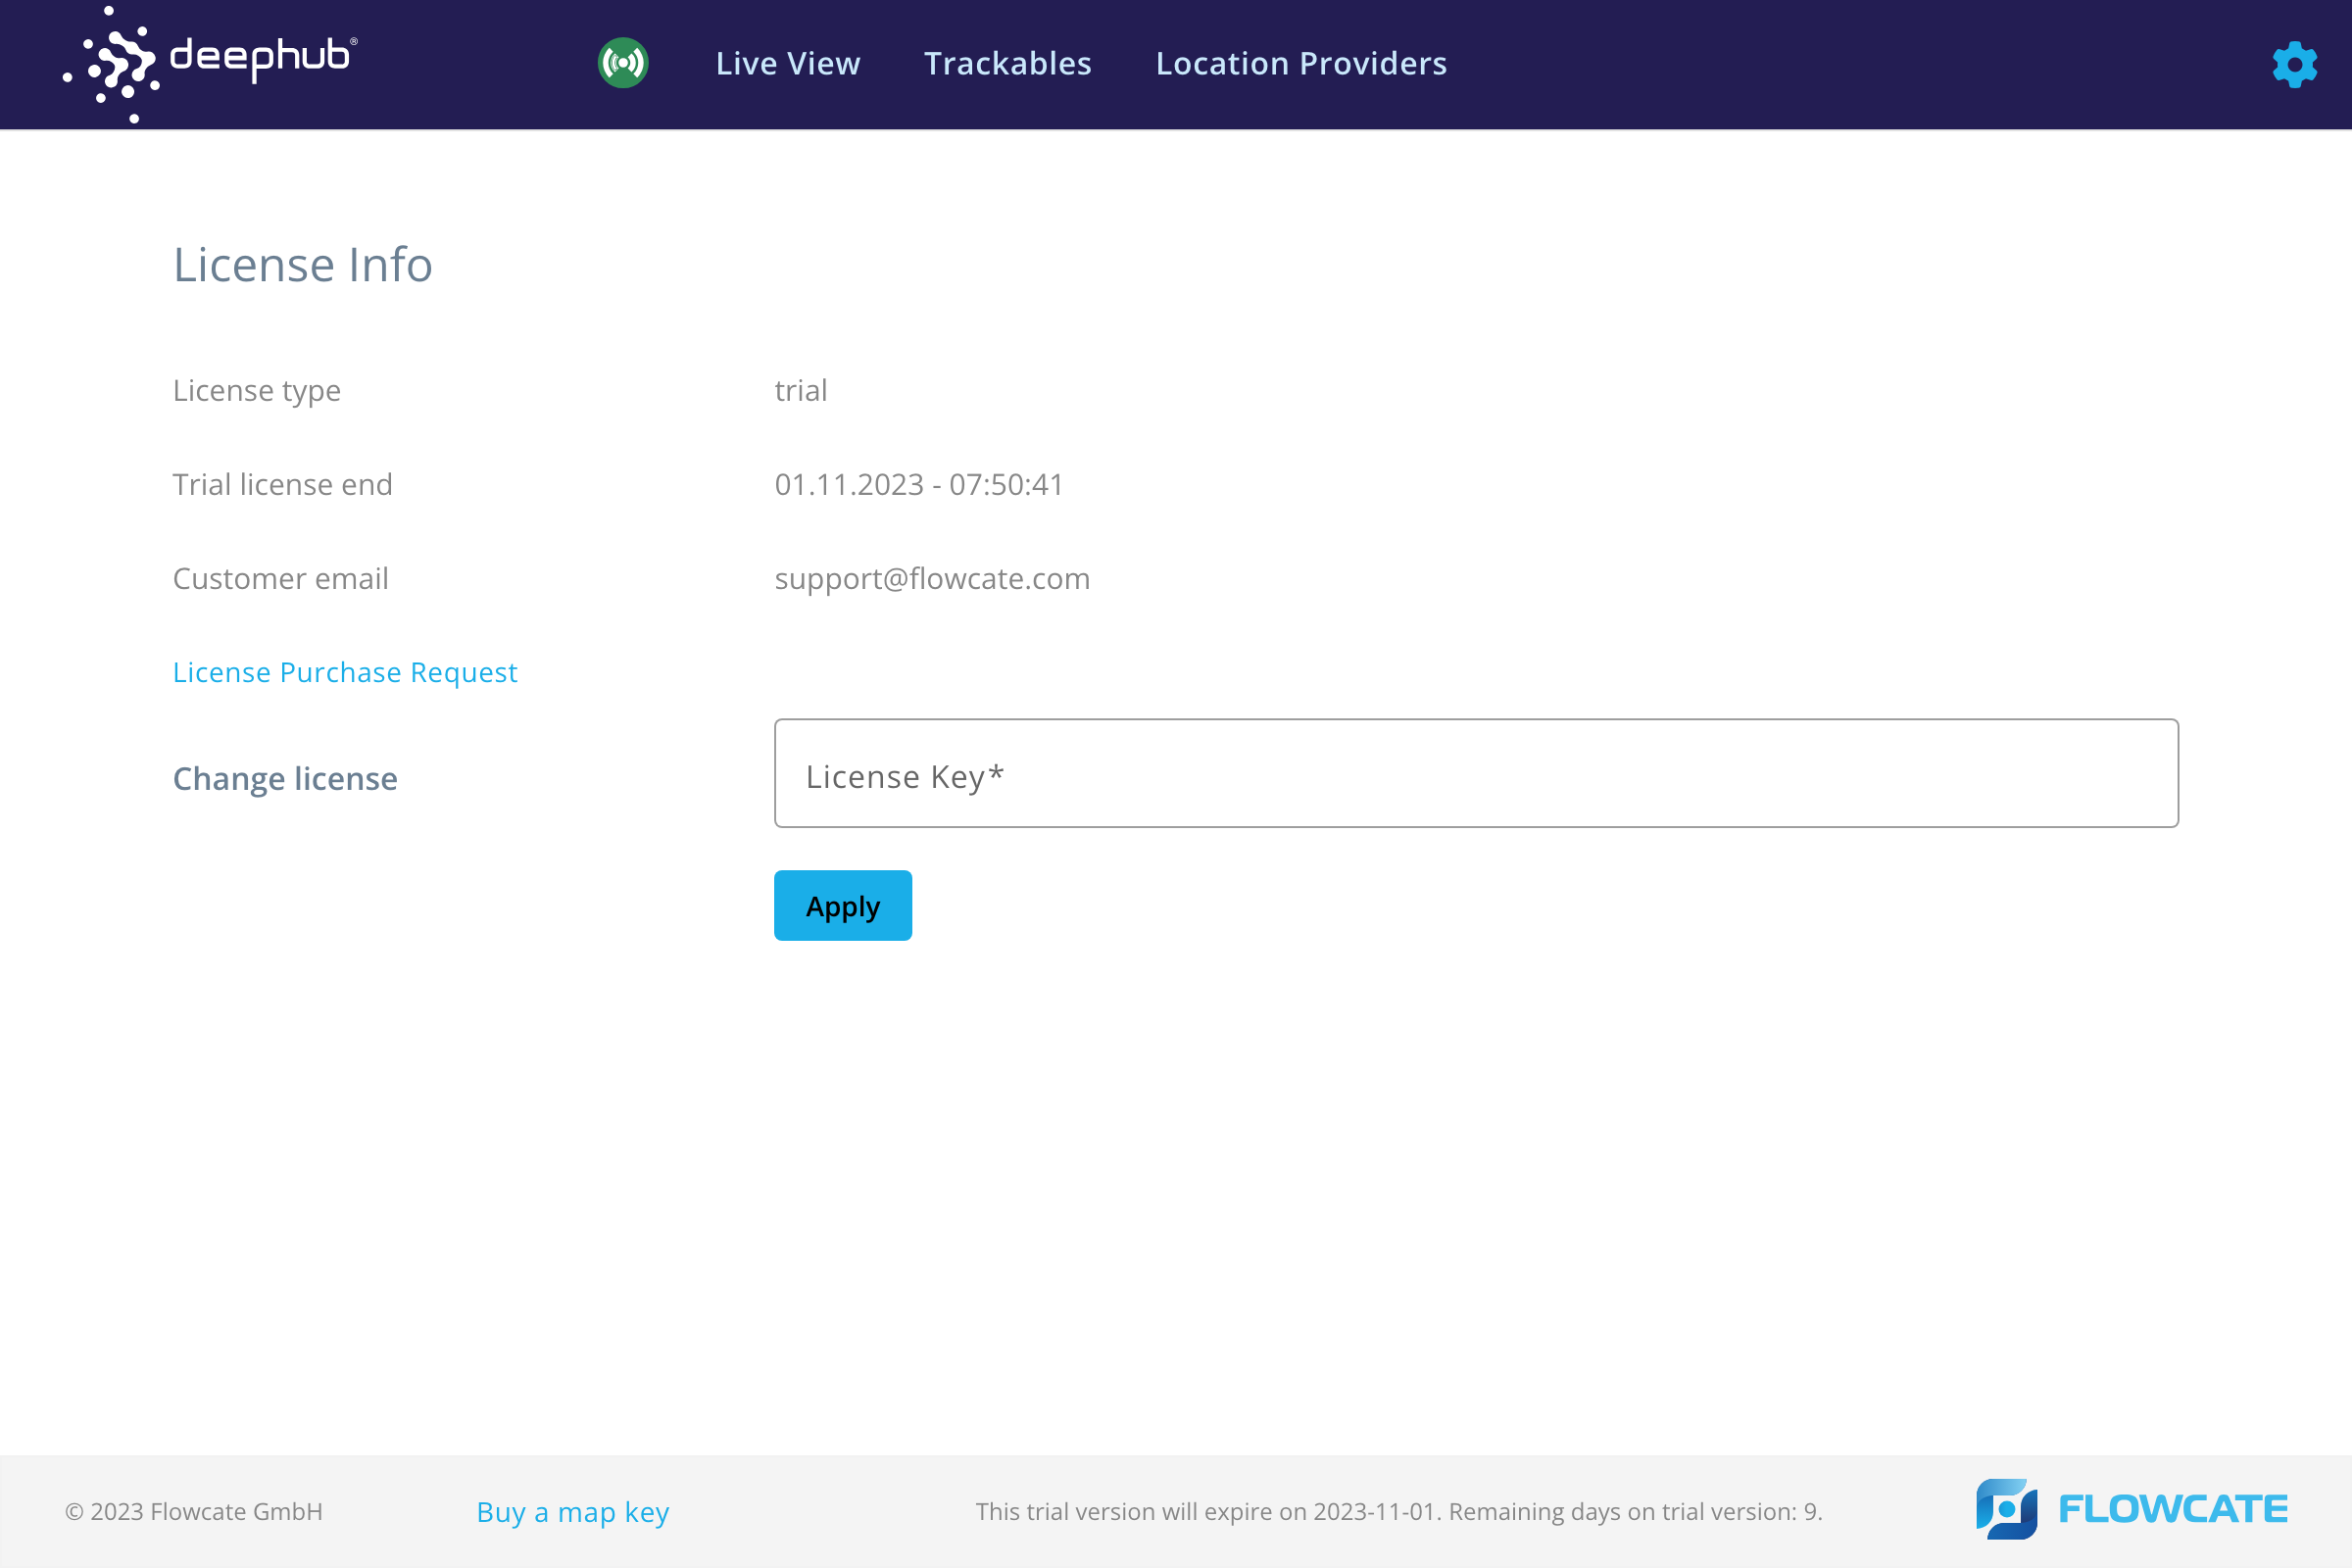 deephub®
Live View Trackables Location Providers
License Info
License type trial
Trial license end 01.11.2023 - 07:50:41
Customer email support@flowcate.com
License Purchase Request
Change license License Key*
Apply
© 2023 Flowcate GmbH Buy a map key This trial version will expire on 2023-11-01. Remaining days on trial version: 9. FLOWCATE